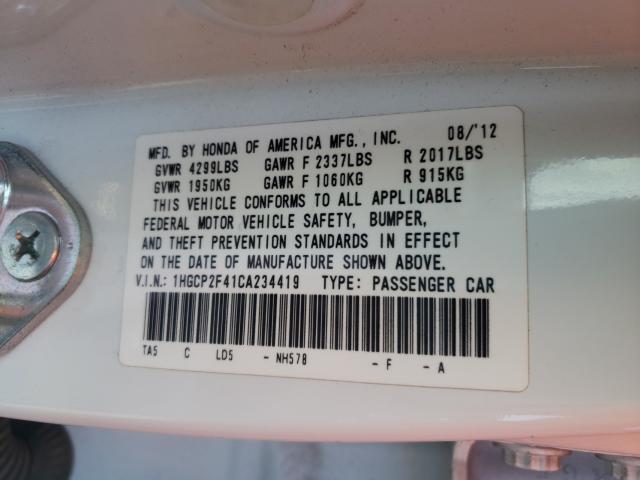 MFD. BY HONDA OF AMERICA MFG., INC. 08/'12
GVWR 4299LBS GAWR F 2337LBS R 2017LBS
GVWR 1950KG GAWR F 1060KG R 915KG
THIS VEHICLE CONFORMS TO ALL APPLICABLE
FEDERAL MOTOR VEHICLE SAFETY, BUMPER,
AND THEFT PREVENTION STANDARDS IN EFFECT
ON THE DATE OF MANUFACTURE SHOWN ABOVE.
V.I.N.: 1HGCP2F41CA234419 TYPE: PASSENGER CAR
TA5 C LD5 - NH578 - F - A